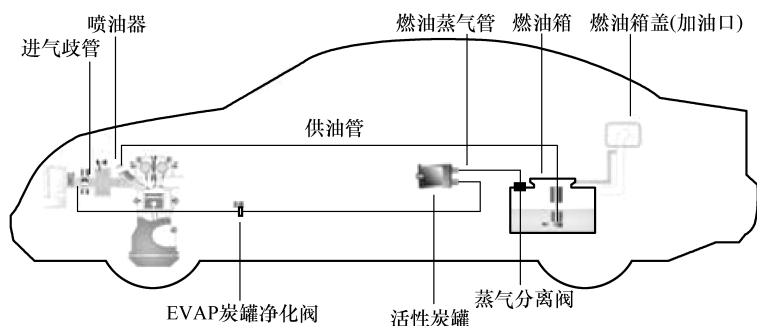 喷油器
进气歧管
燃油蒸气管
燃油箱
燃油箱盖(加油口)
供油管
EVAP炭罐净化阀
活性炭罐
蒸气分离阀